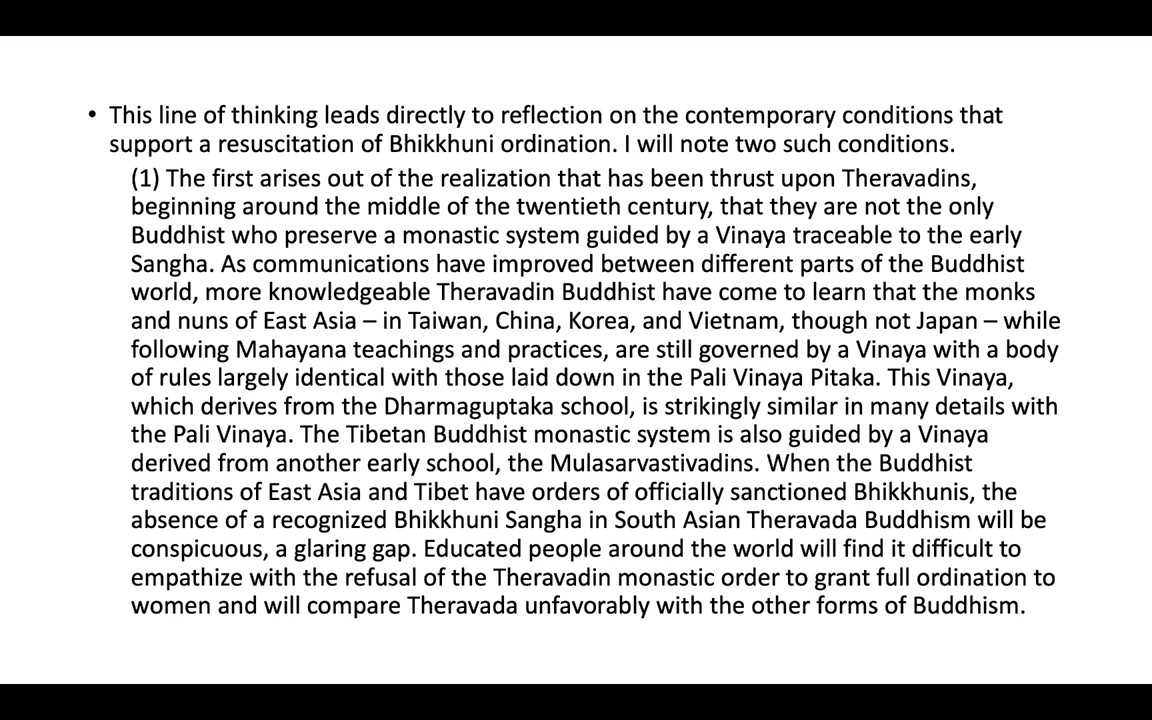 • This line of thinking leads directly to reflection on the contemporary conditions that
support a resuscitation of Bhikkhuni ordination. I will note two such conditions.
(1) The first arises out of the realization that has been thrust upon Theravadins,
beginning around the middle of the twentieth century, that they are not the only
Buddhist who preserve a monastic system guided by a Vinaya traceable to the early
Sangha. As communications have improved between different parts of the Buddhist
world, more knowledgeable Theravadin Buddhist have come to learn that the monks
and nuns of East Asia – in Taiwan, China, Korea, and Vietnam, though not Japan – while
following Mahayana teachings and practices, are still governed by a Vinaya with a body
of rules largely identical with those laid down in the Pali Vinaya Pitaka. This Vinaya,
which derives from the Dharmaguptaka school, is strikingly similar in many details with
the Pali Vinaya. The Tibetan Buddhist monastic system is also guided by a Vinaya
derived from another early school, the Mulasarvastivadins. When the Buddhist
traditions of East Asia and Tibet have orders of officially sanctioned Bhikkhunis, the
absence of a recognized Bhikkhuni Sangha in South Asian Theravada Buddhism will be
conspicuous, a glaring gap. Educated people around the world will find it difficult to
empathize with the refusal of the Theravadin monastic order to grant full ordination to
women and will compare Theravada unfavorably with the other forms of Buddhism.